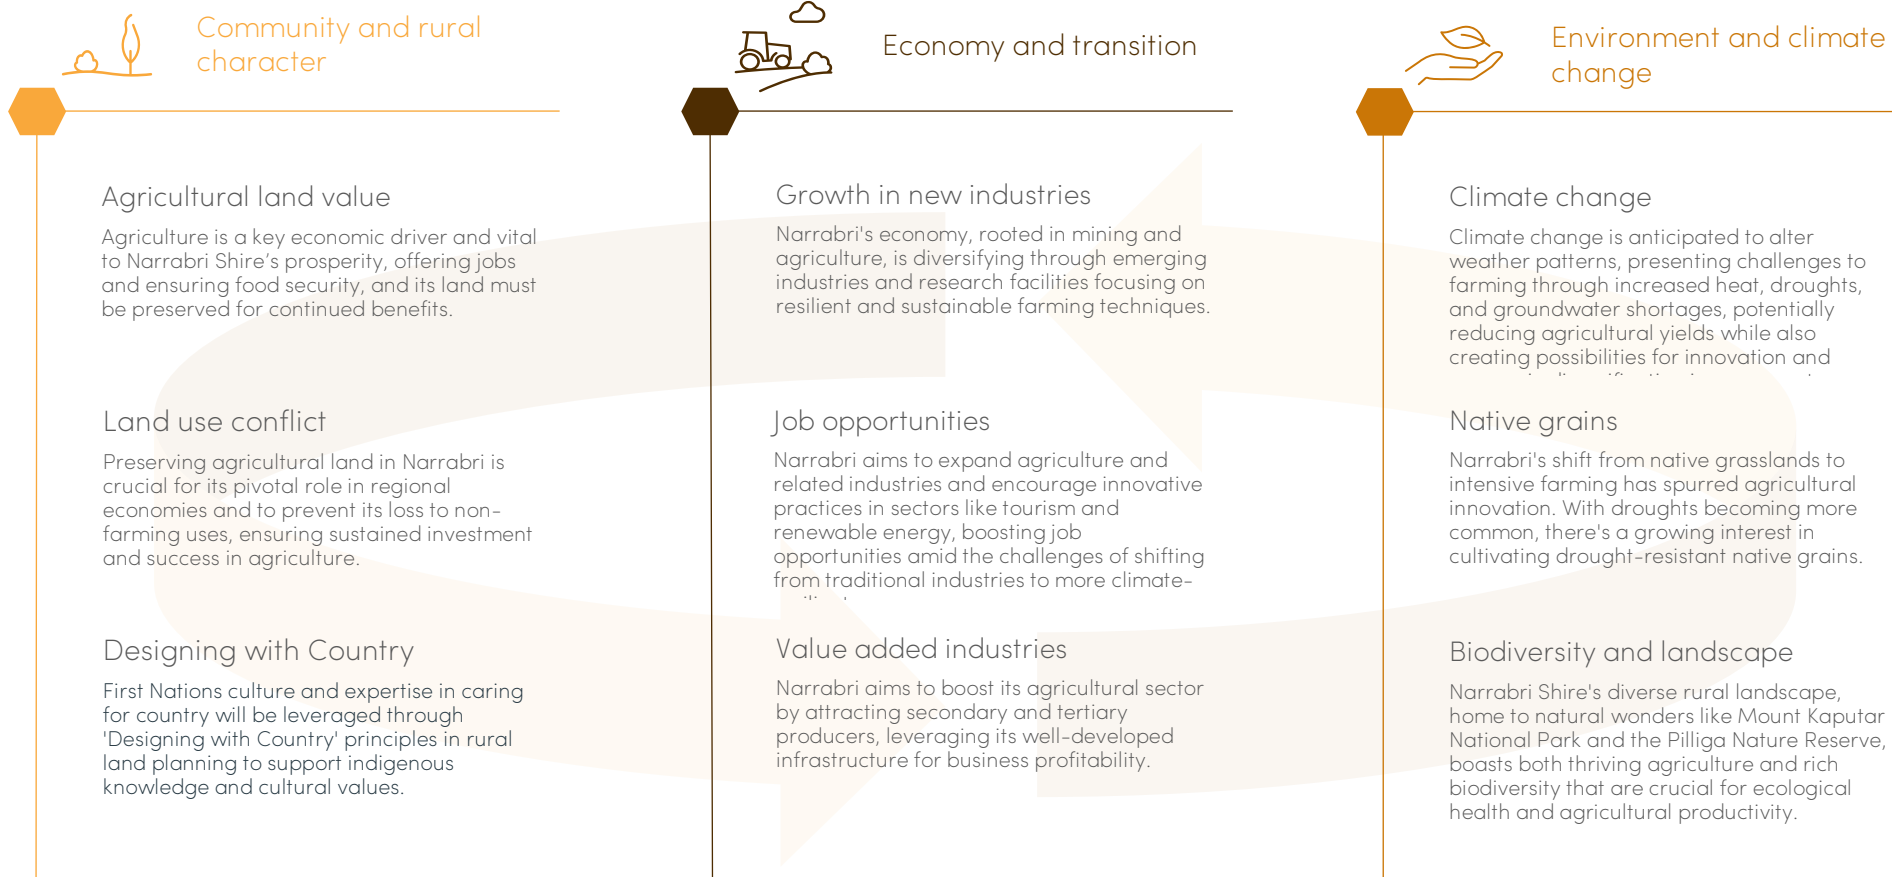 Community and rural
character
Agricultural land value
Agriculture is a key economic driver and vital
to Narrabri Shire’s prosperity, offering jobs
and ensuring food security, and its land must
be preserved for continued benefits.
Land use conflict
Preserving agricultural land in Narrabri is
crucial for its pivotal role in regional
economies and to prevent its loss to non-
farming uses, ensuring sustained investment
and success in agriculture.
Designing with Country
First Nations culture and expertise in caring
for country will be leveraged through
'Designing with Country' principles in rural
land planning to support indigenous
knowledge and cultural values.
Economy and transition
Growth in new industries
Narrabri's economy, rooted in mining and
agriculture, is diversifying through emerging
industries and research facilities focusing on
resilient and sustainable farming techniques.
Job opportunities
Narrabri aims to expand agriculture and
related industries and encourage innovative
practices in sectors like tourism and
renewable energy, boosting job
opportunities amid the challenges of shifting
from traditional industries to more climate-
Value added industries
Narrabri aims to boost its agricultural sector
by attracting secondary and tertiary
producers, leveraging its well-developed
infrastructure for business profitability.
Environment and climate
change
Climate change
Climate change is anticipated to alter
weather patterns, presenting challenges to
farming through increased heat, droughts,
and groundwater shortages, potentially
reducing agricultural yields while also
creating possibilities for innovation and
Native grains
Narrabri's shift from native grasslands to
intensive farming has spurred agricultural
innovation. With droughts becoming more
common, there's a growing interest in
cultivating drought-resistant native grains.
Biodiversity and landscape
Narrabri Shire's diverse rural landscape,
home to natural wonders like Mount Kaputar
National Park and the Pilliga Nature Reserve,
boasts both thriving agriculture and rich
biodiversity that are crucial for ecological
health and agricultural productivity.